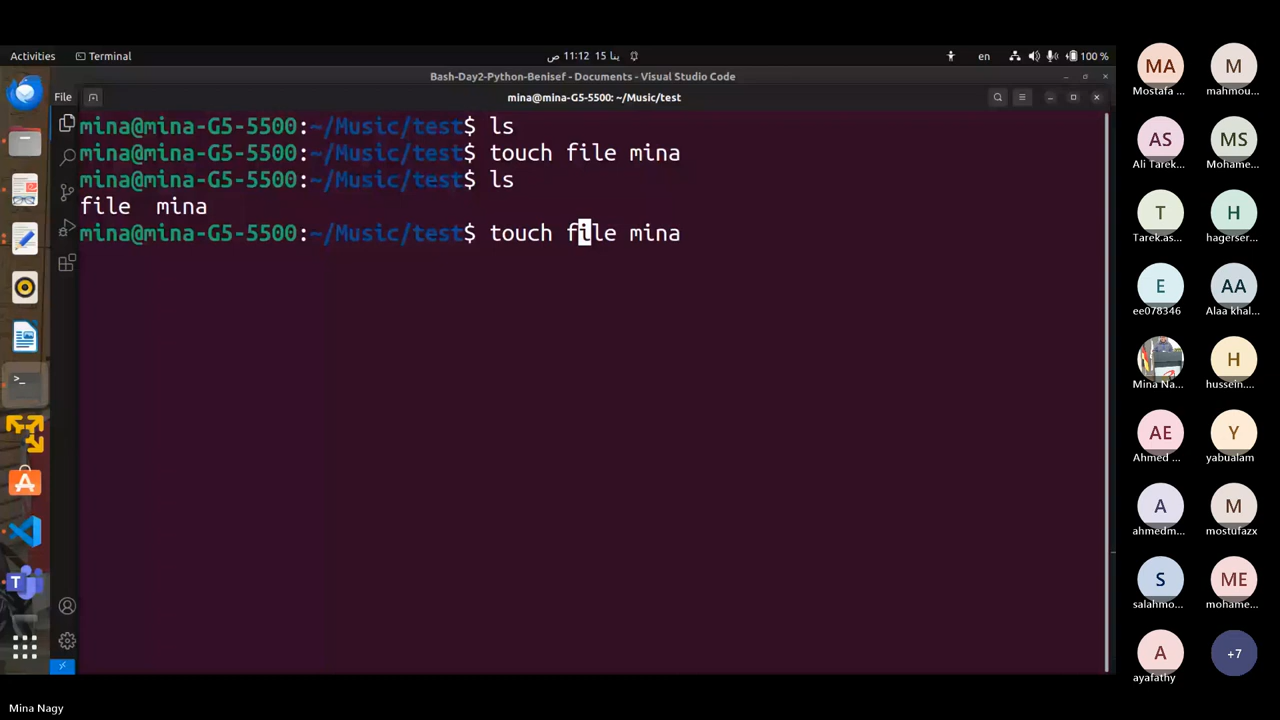 Activities
Terminal
11:12 ص
ينا 15
en
100 %
Bash-Day2-Python-Benisef - Documents - Visual Studio Code
File
mina@mina-G5-5500: ~/Music/test
mina@mina-G5-5500:~/Music/test$ ls
mina@mina-G5-5500:~/Music/test$ touch file mina
mina@mina-G5-5500:~/Music/test$ ls
file  mina
mina@mina-G5-5500:~/Music/test$ touch file mina
MA
Mostafa ...
M
mahmou...
AS
Ali Tarek...
MS
Mohame...
T
Tarek.as...
H
hagerser...
E
ee078346
AA
Alaa khal...
Mina Na...
H
hussein....
AE
Ahmed ...
Y
yabualam
A
ahmedm...
M
mostufazx
S
salahmo...
ME
mohame...
A
ayafathy
+7
Mina Nagy